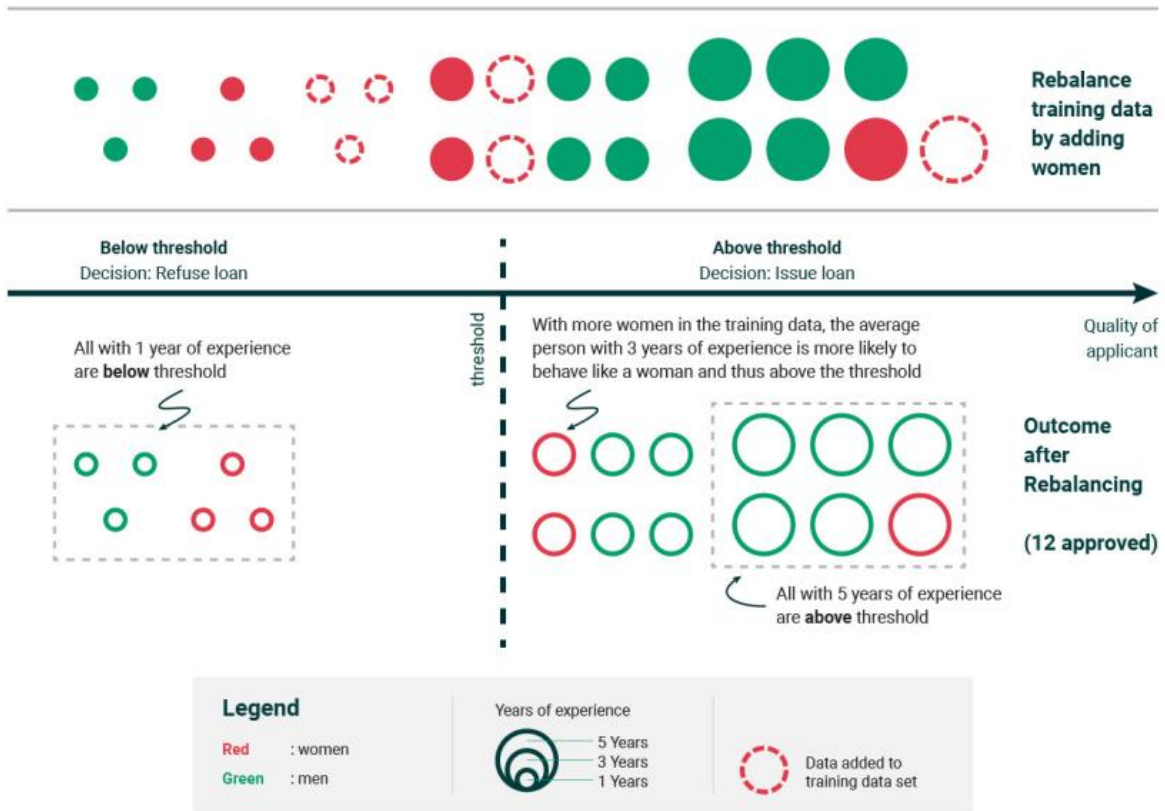 Rebalance
training data
by adding
women
Below threshold
Decision: Refuse loan
Above threshold
Decision: Issue loan
threshold
Quality of
applicant
All with 1 year of experience
are below threshold
With more women in the training data, the average
person with 3 years of experience is more likely to
behave like a woman and thus above the threshold
Outcome
after
Rebalancing
(12 approved)
All with 5 years of experience
are above threshold
Legend
Red : women
Green : men
Years of experience
5 Years
3 Years
1 Years
Data added to
training data set